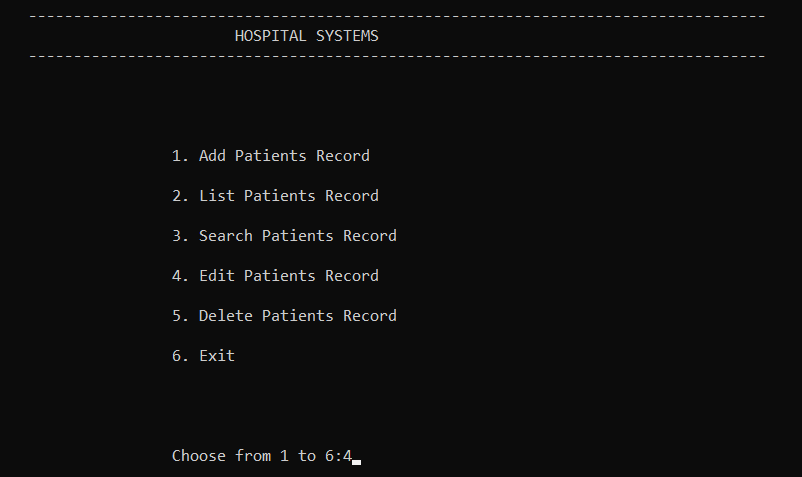 ----------------------------------------------------------------------------------
HOSPITAL SYSTEMS
----------------------------------------------------------------------------------
1. Add Patients Record
2. List Patients Record
3. Search Patients Record
4. Edit Patients Record
5. Delete Patients Record
6. Exit
Choose from 1 to 6:4